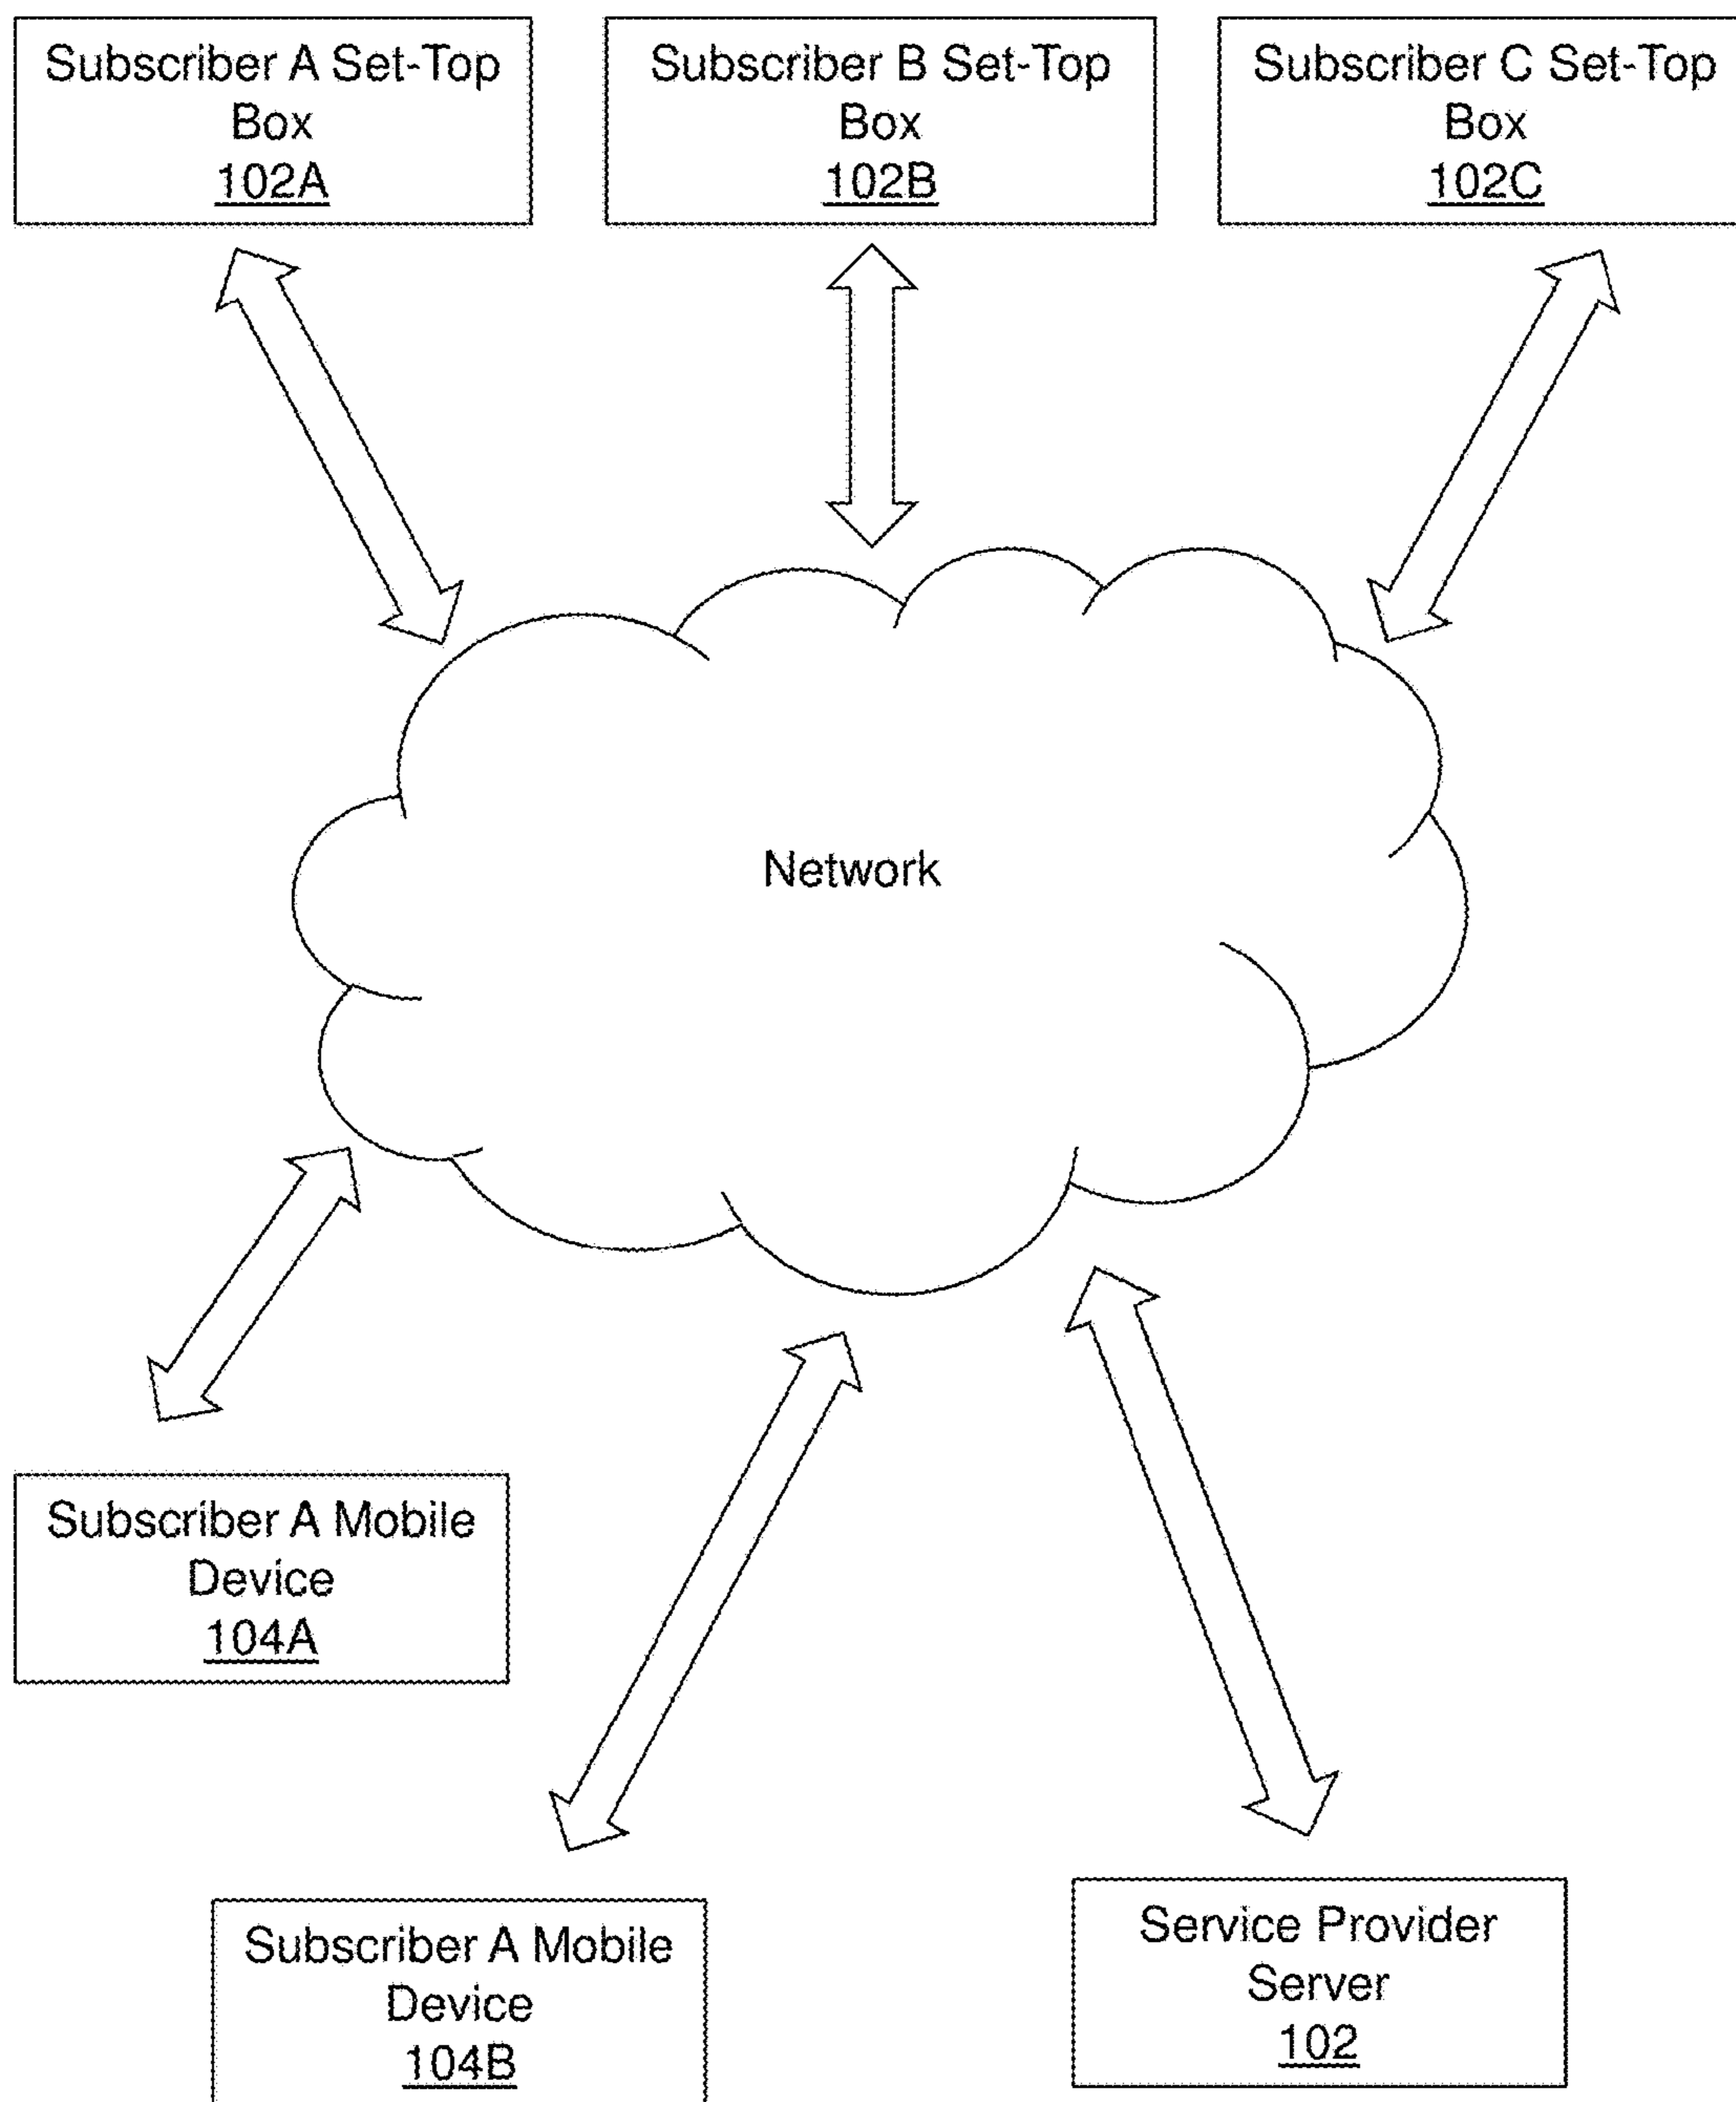 Subscriber A Set-Top
Box
102A
Subscriber B Set-Top
Box
102B
Subscriber C Set-Top
Box
102C
Network
Subscriber A Mobile
Device
104A
Subscriber A Mobile
Device
104B
Service Provider
Server
102